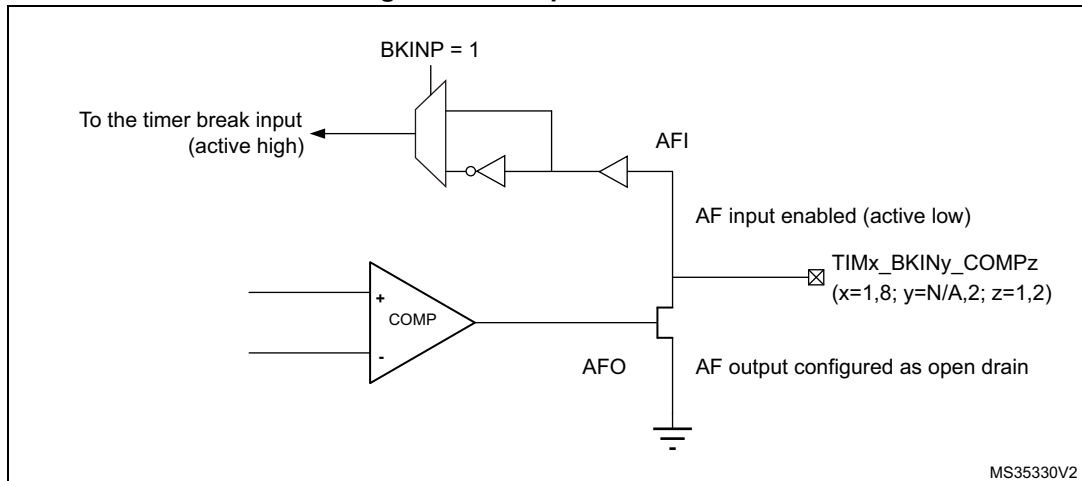 BKINP = 1
To the timer break input
(active high)
AFI
AF input enabled (active low)
TIMx_BKINy_COMPz
(x=1,8; y=N/A,2; z=1,2)
+
COMP
-
AFO
AF output configured as open drain
MS35330V2